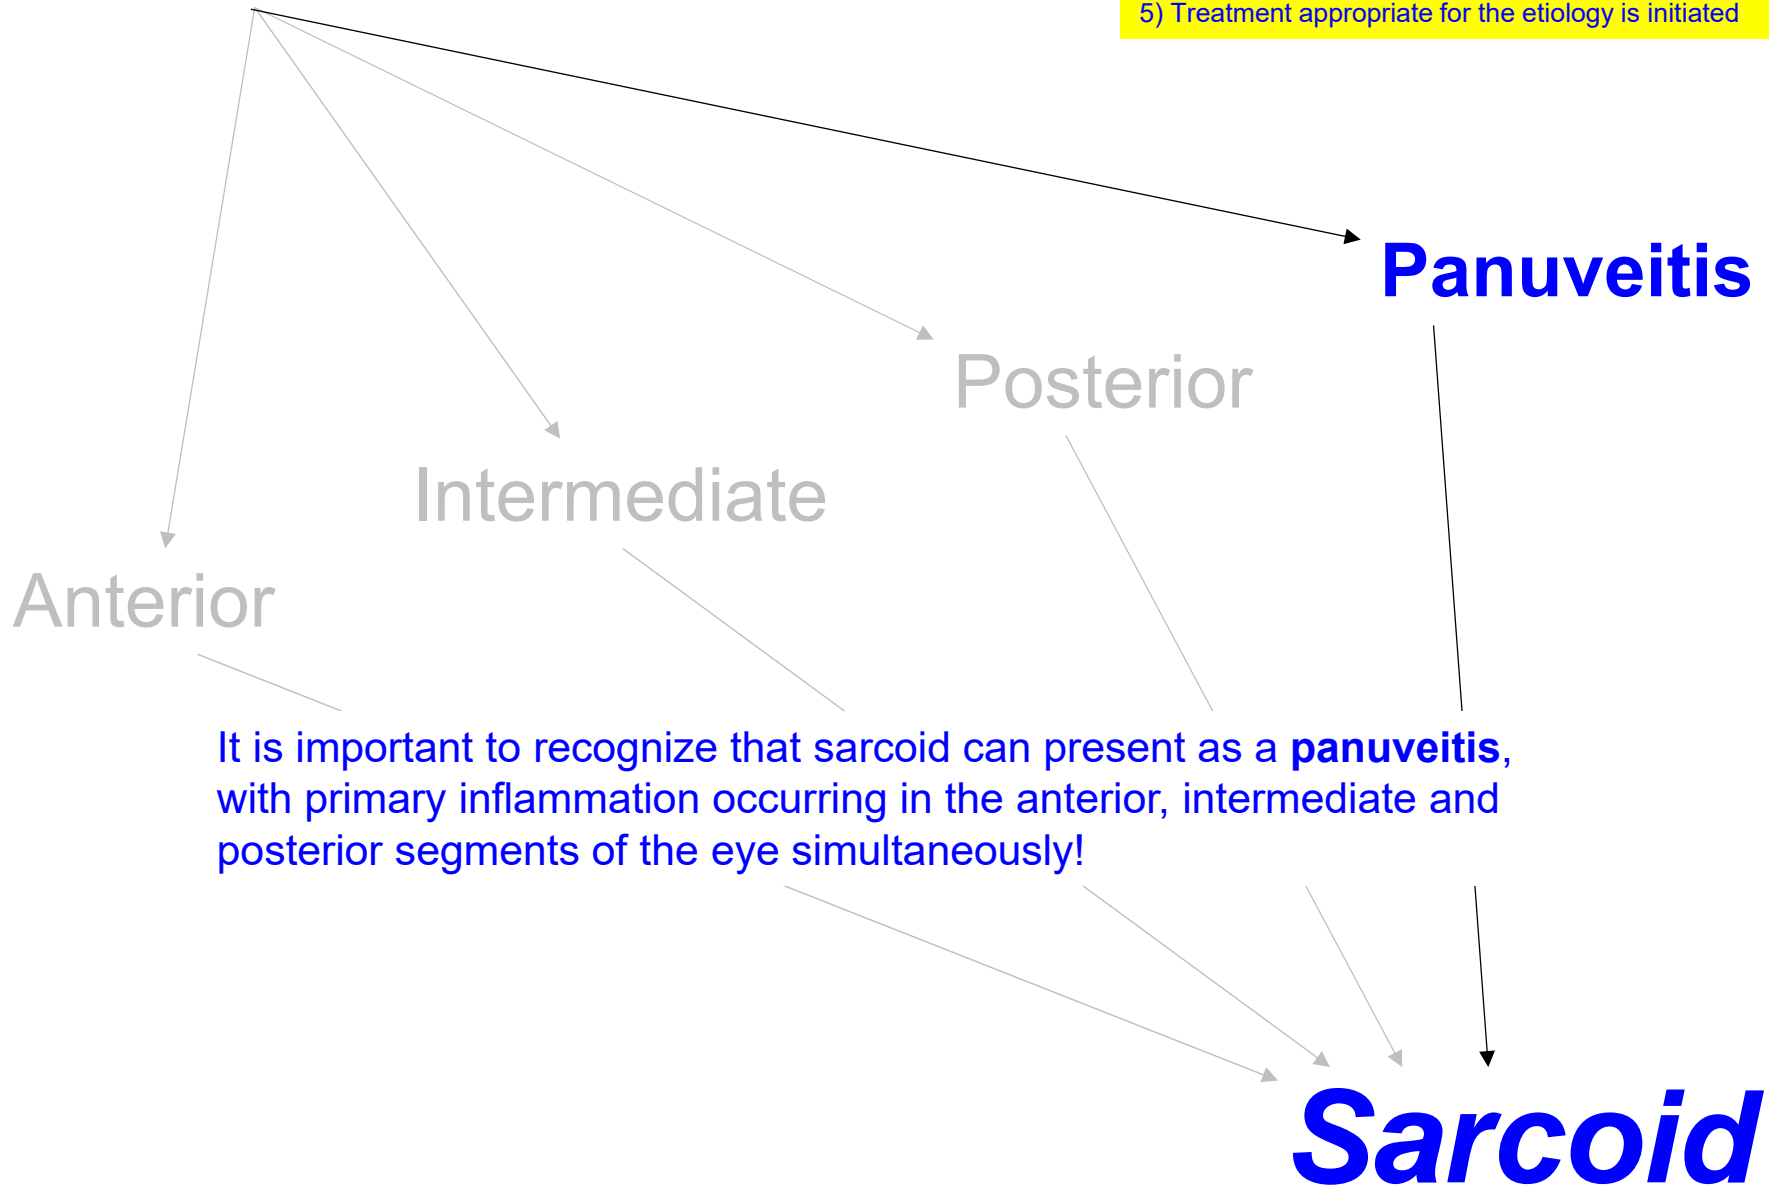 5) Treatment appropriate for the etiology is initiated
Panuveitis
Posterior
Intermediate
Anterior
It is important to recognize that sarcoid can present as a panuveitis,
with primary inflammation occurring in the anterior, intermediate and
posterior segments of the eye simultaneously!
Sarcoid